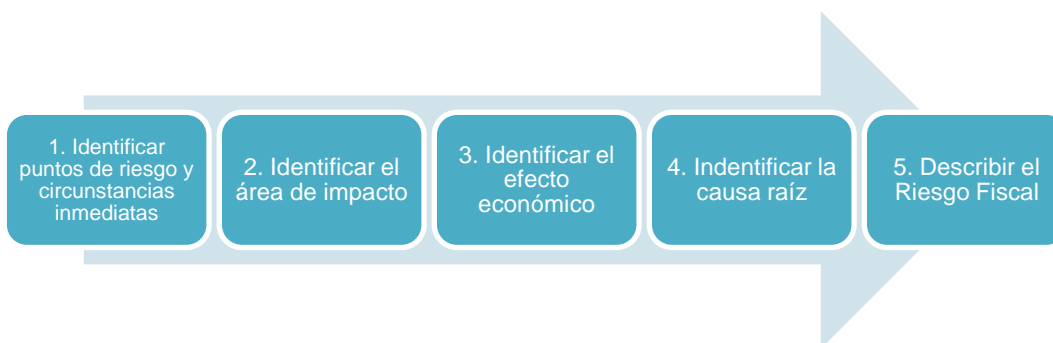 1. Identificar
puntos de riesgo y
circunstancias
inmediatas
2. Identificar el
área de impacto
3. Identificar el
efecto
económico
4. Indentificar la
causa raíz
5. Describir el
Riesgo Fiscal